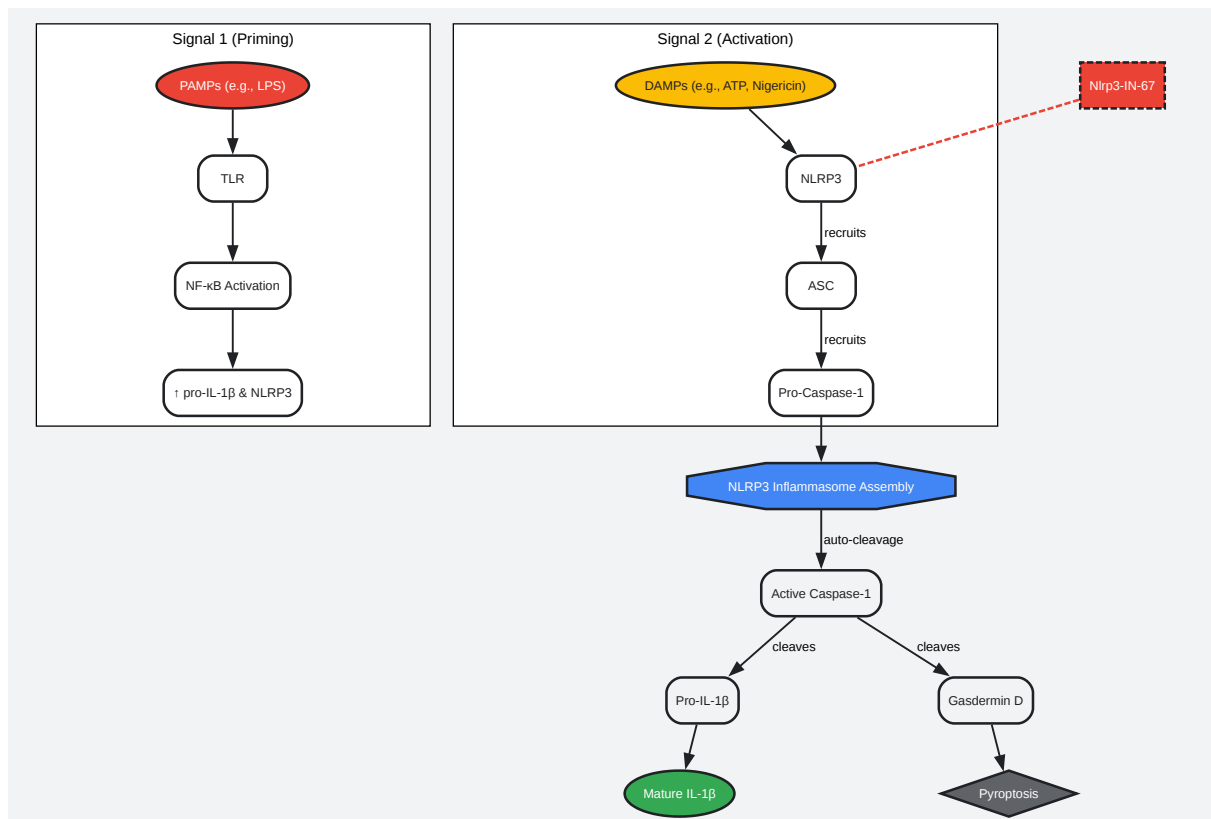 Signal 1 (Priming)
PAMPs (e.g., LPS)
TLR
NF-κB Activation
↑ pro-IL-1β & NLRP3
Signal 2 (Activation)
DAMPs (e.g., ATP, Nigericin)
Nlrp3-IN-67
NLRP3
recruits
ASC
recruits
Pro-Caspase-1
NLRP3 Inflammasome Assembly
auto-cleavage
Active Caspase-1
cleaves
cleaves
Pro-IL-1β
Gasdermin D
Mature IL-1β
Pyroptosis